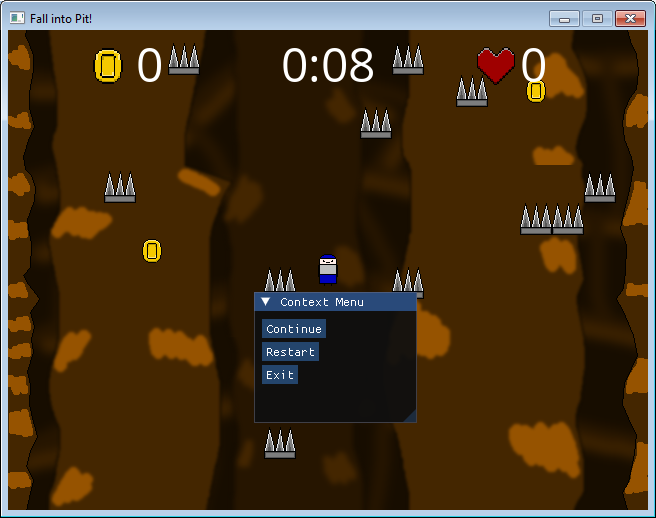 Fall into Pit!
0 0:08 0
Context Menu
Continue
Restart
Exit